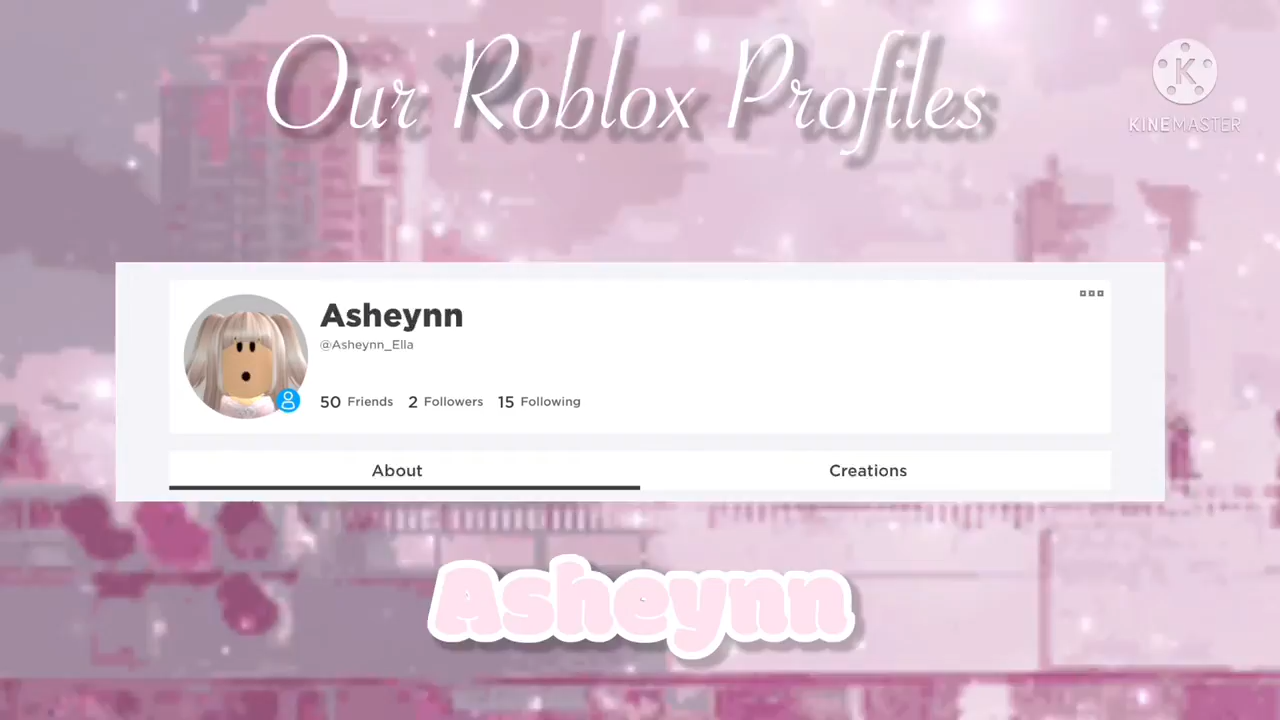 Our Roblox Profiles
K
KINEMASTER
Asheynn
@Asheynn_Ella
50 Friends 2 Followers 15 Following
About Creations
Asheynn